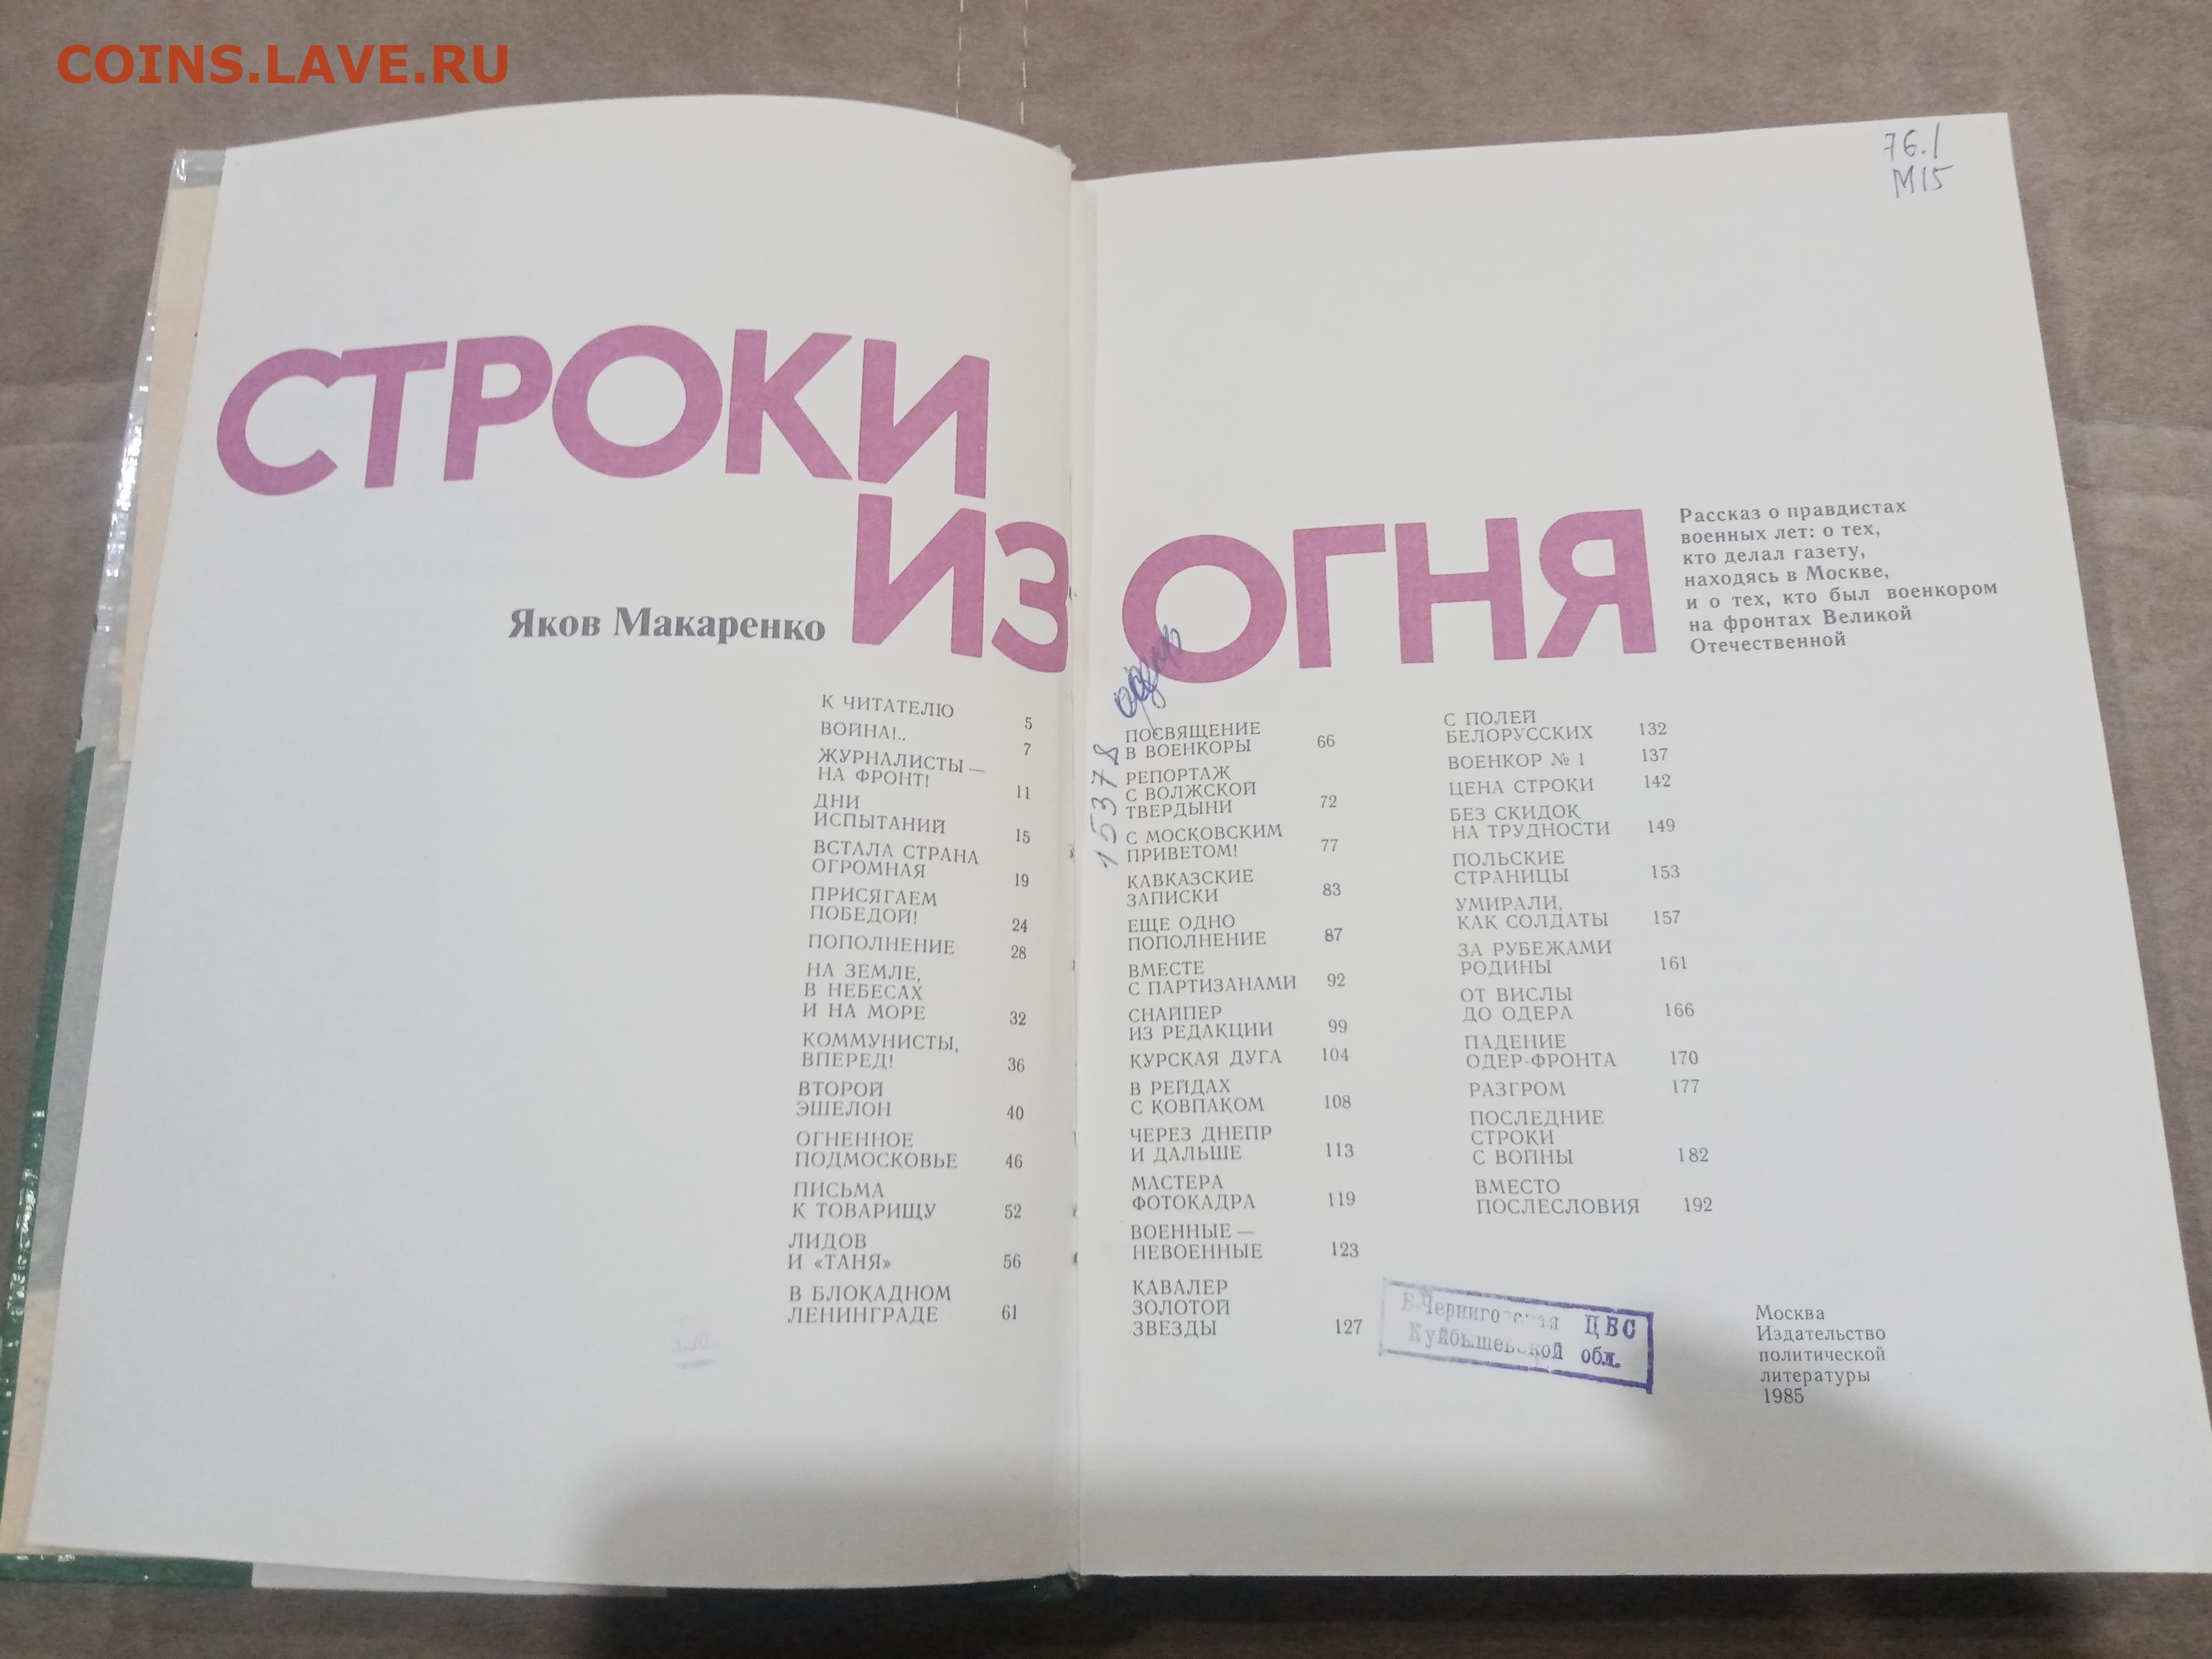 COINS.LAVE.RU
76.1
М15
СТРОКИ
ИЗ ОГНЯ
Яков Макаренко
Рассказ о правдистах
военных лет: о тех,
кто делал газету,
находясь в Москве,
и о тех, кто был военкором
на фронтах Великой
Отечественной
К ЧИТАТЕЛЮ 5
ВОЙНА!.. 7
ЖУРНАЛИСТЫ —
НА ФРОНТ! 11
ДНИ
ИСПЫТАНИЙ 15
ВСТАЛА СТРАНА
ОГРОМНАЯ 19
ПРИСЯГАЕМ
ПОБЕДОЙ! 24
ПОПОЛНЕНИЕ 28
НА ЗЕМЛЕ,
В НЕБЕСАХ
И НА МОРЕ 32
КОММУНИСТЫ,
ВПЕРЕД! 36
ВТОРОЙ
ЭШЕЛОН 40
ОГНЕННОЕ
ПОДМОСКОВЬЕ 46
ПИСЬМА
К ТОВАРИЩУ 52
ЛИДОВ
И «ТАНЯ» 56
В БЛОКАДНОМ
ЛЕНИНГРАДЕ 61
15378
ПОСВЯЩЕНИЕ
В ВОЕНКОРЫ 66
РЕПОРТАЖ
С ВОЛЖСКОЙ
ТВЕРДЫНИ 72
С МОСКОВСКИМ
ПРИВЕТОМ! 77
КАВКАЗСКИЕ
ЗАПИСКИ 83
ЕЩЕ ОДНО
ПОПОЛНЕНИЕ 87
ВМЕСТЕ
С ПАРТИЗАНАМИ 92
СНАЙПЕР
ИЗ РЕДАКЦИИ 99
КУРСКАЯ ДУГА 104
В РЕЙДАХ
С КОВПАКОМ 108
ЧЕРЕЗ ДНЕПР
И ДАЛЬШЕ 113
МАСТЕРА
ФОТОКАДРА 119
ВОЕННЫЕ —
НЕВОЕННЫЕ 123
КАВАЛЕР
ЗОЛОТОЙ
ЗВЕЗДЫ 127
С ПОЛЕЙ
БЕЛОРУССКИХ 132
ВОЕНКОР № 1 137
ЦЕНА СТРОКИ 142
БЕЗ СКИДОК
НА ТРУДНОСТИ 149
ПОЛЬСКИЕ
СТРАНИЦЫ 153
УМИРАЛИ,
КАК СОЛДАТЫ 157
ЗА РУБЕЖАМИ
РОДИНЫ 161
ОТ ВИСЛЫ
ДО ОДЕРА 166
ПАДЕНИЕ
ОДЕР-ФРОНТА 170
РАЗГРОМ 177
ПОСЛЕДНИЕ
СТРОКИ
С ВОЙНЫ 182
ВМЕСТО
ПОСЛЕСЛОВИЯ 192
Б-Черниговская ЦБС
Куйбышевской обл.
Москва
Издательство
политической
литературы
1985